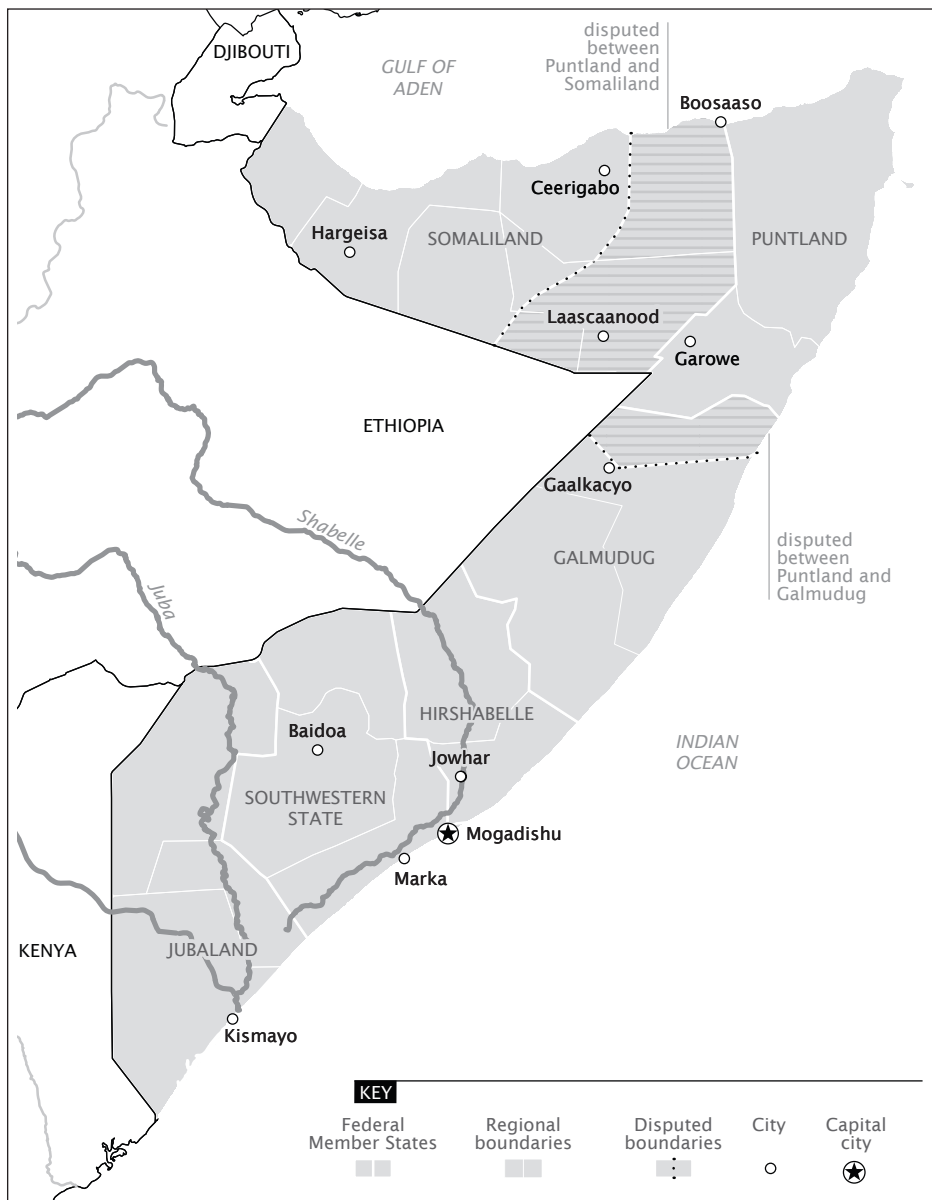 DJIBOUTI
GULF OF
ADEN
disputed
between
Puntland and
Somaliland
Boosaaso
Ceerigabo
Hargeisa
SOMALILAND
PUNTLAND
Laascaanood
Garowe
ETHIOPIA
Gaalkacyo
Shabelle
GALMUDUG
disputed
between
Puntland and
Galmudug
Juba
HIRSHABELLE
Baidoa
INDIAN
OCEAN
Jowhar
SOUTHWESTERN
STATE
Mogadishu
Marka
KENYA
JUBALAND
Kismayo
KEY
Federal
Member States
Regional
boundaries
Disputed
boundaries
City
Capital
city